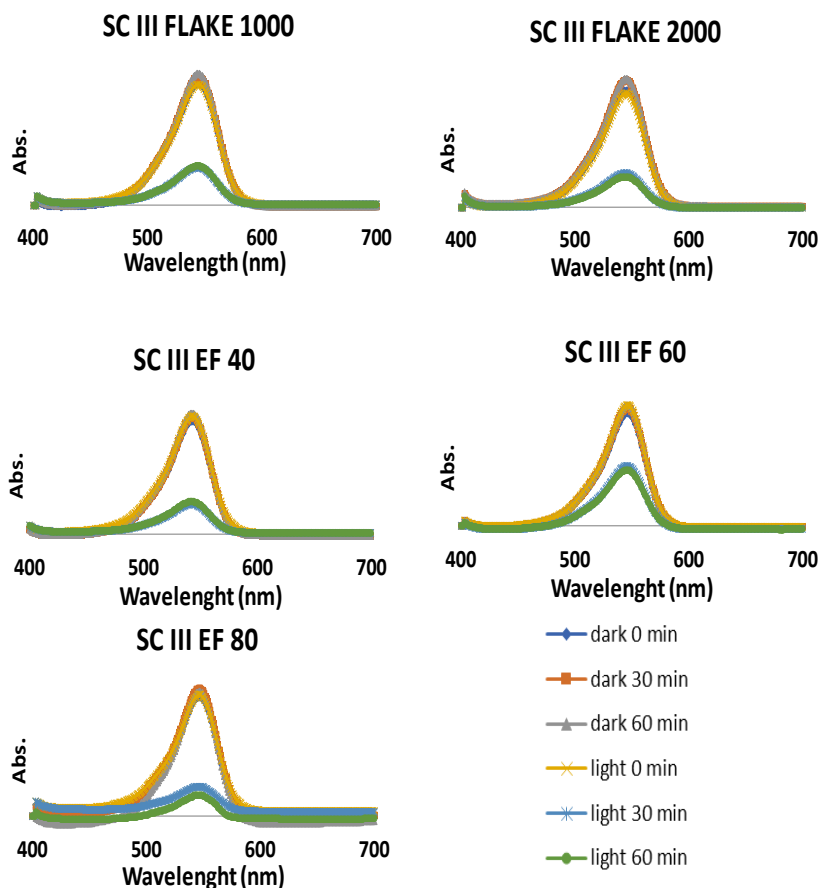 SC III FLAKE 1000
Abs.
400 500 600 700
Wavelength (nm)
SC III FLAKE 2000
Abs.
400 500 600 700
Wavelenght (nm)
SC III EF 40
Abs.
400 500 600 700
Wavelenght (nm)
SC III EF 60
Abs.
400 500 600 700
Wavelenght (nm)
SC III EF 80
Abs.
400 500 600 700
Wavelenght (nm)
dark 0 min
dark 30 min
dark 60 min
light 0 min
light 30 min
light 60 min